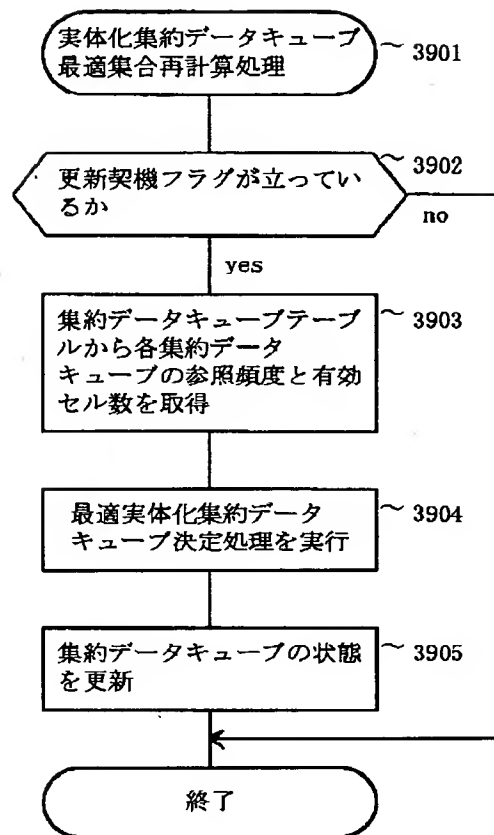 実体化集約データキューブ
最適集合再計算処理
～ 3901
～ 3902
更新契機フラグが立ってい
るか
no
yes
～ 3903
集約データキューブテーブ
ルから各集約データ
キューブの参照頻度と有効
セル数を取得
～ 3904
最適実体化集約データ
キューブ決定処理を実行
～ 3905
集約データキューブの状態
を更新
終了